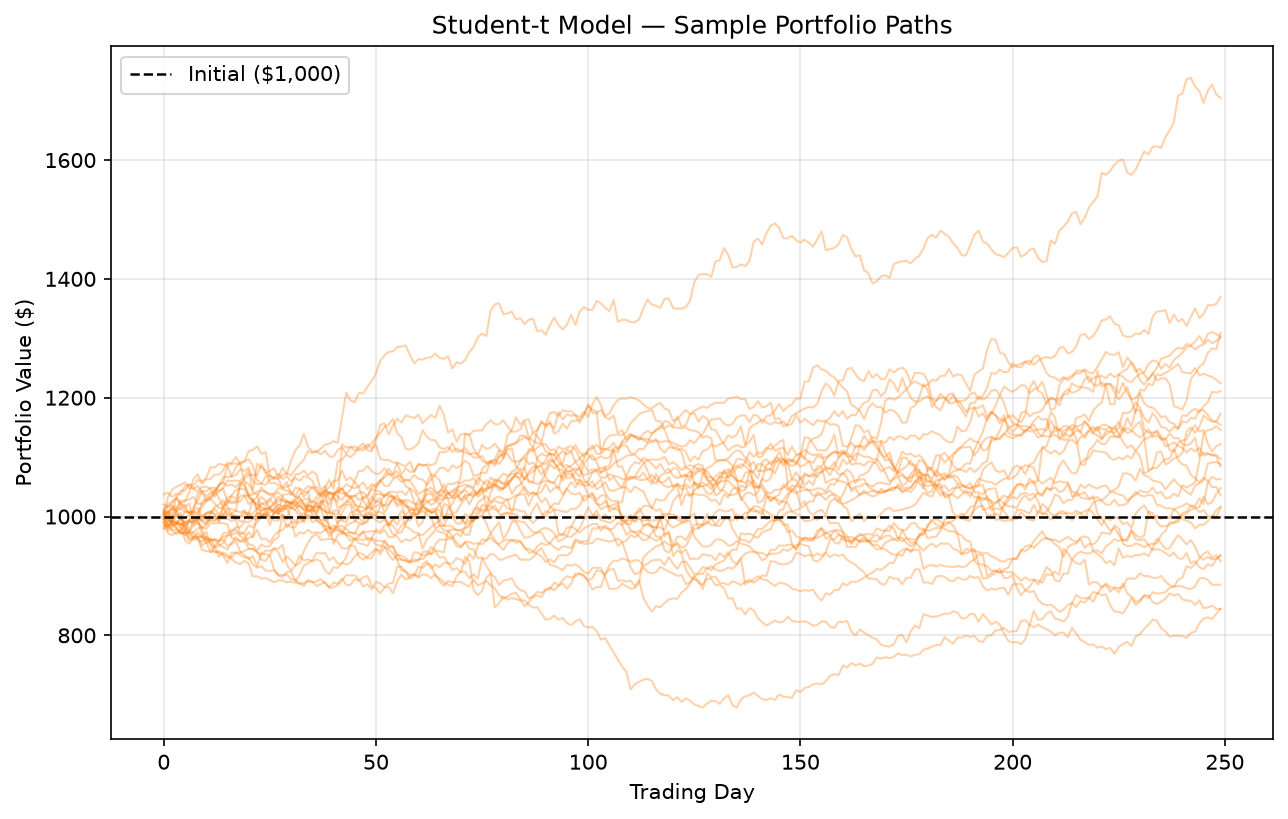 Student-t Model — Sample Portfolio Paths
Initial ($1,000)
Portfolio Value ($)
1600
1400
1200
1000
800
0 50 100 150 200 250
Trading Day